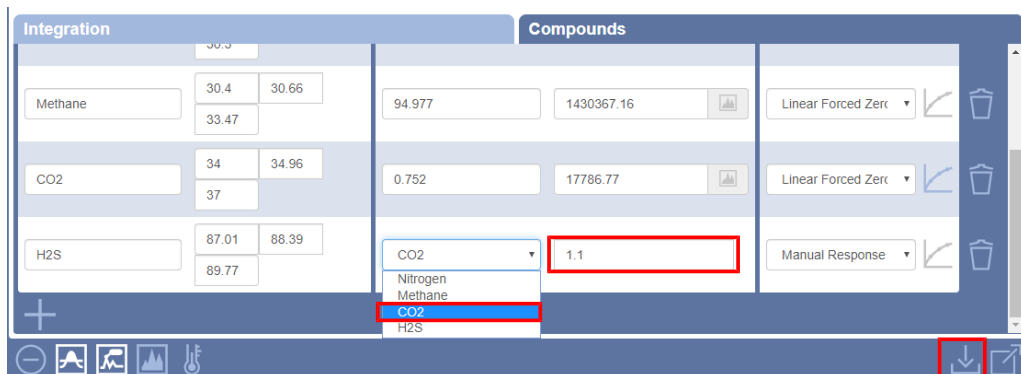 Integration
Compounds
Methane
30.4
30.66
33.47
94.977
1430367.16
Linear Forced Zerc
CO2
34
34.96
37
0.752
17786.77
Linear Forced Zerc
H2S
87.01
88.39
89.77
CO2
1.1
Manual Response
Nitrogen
Methane
CO2
H2S